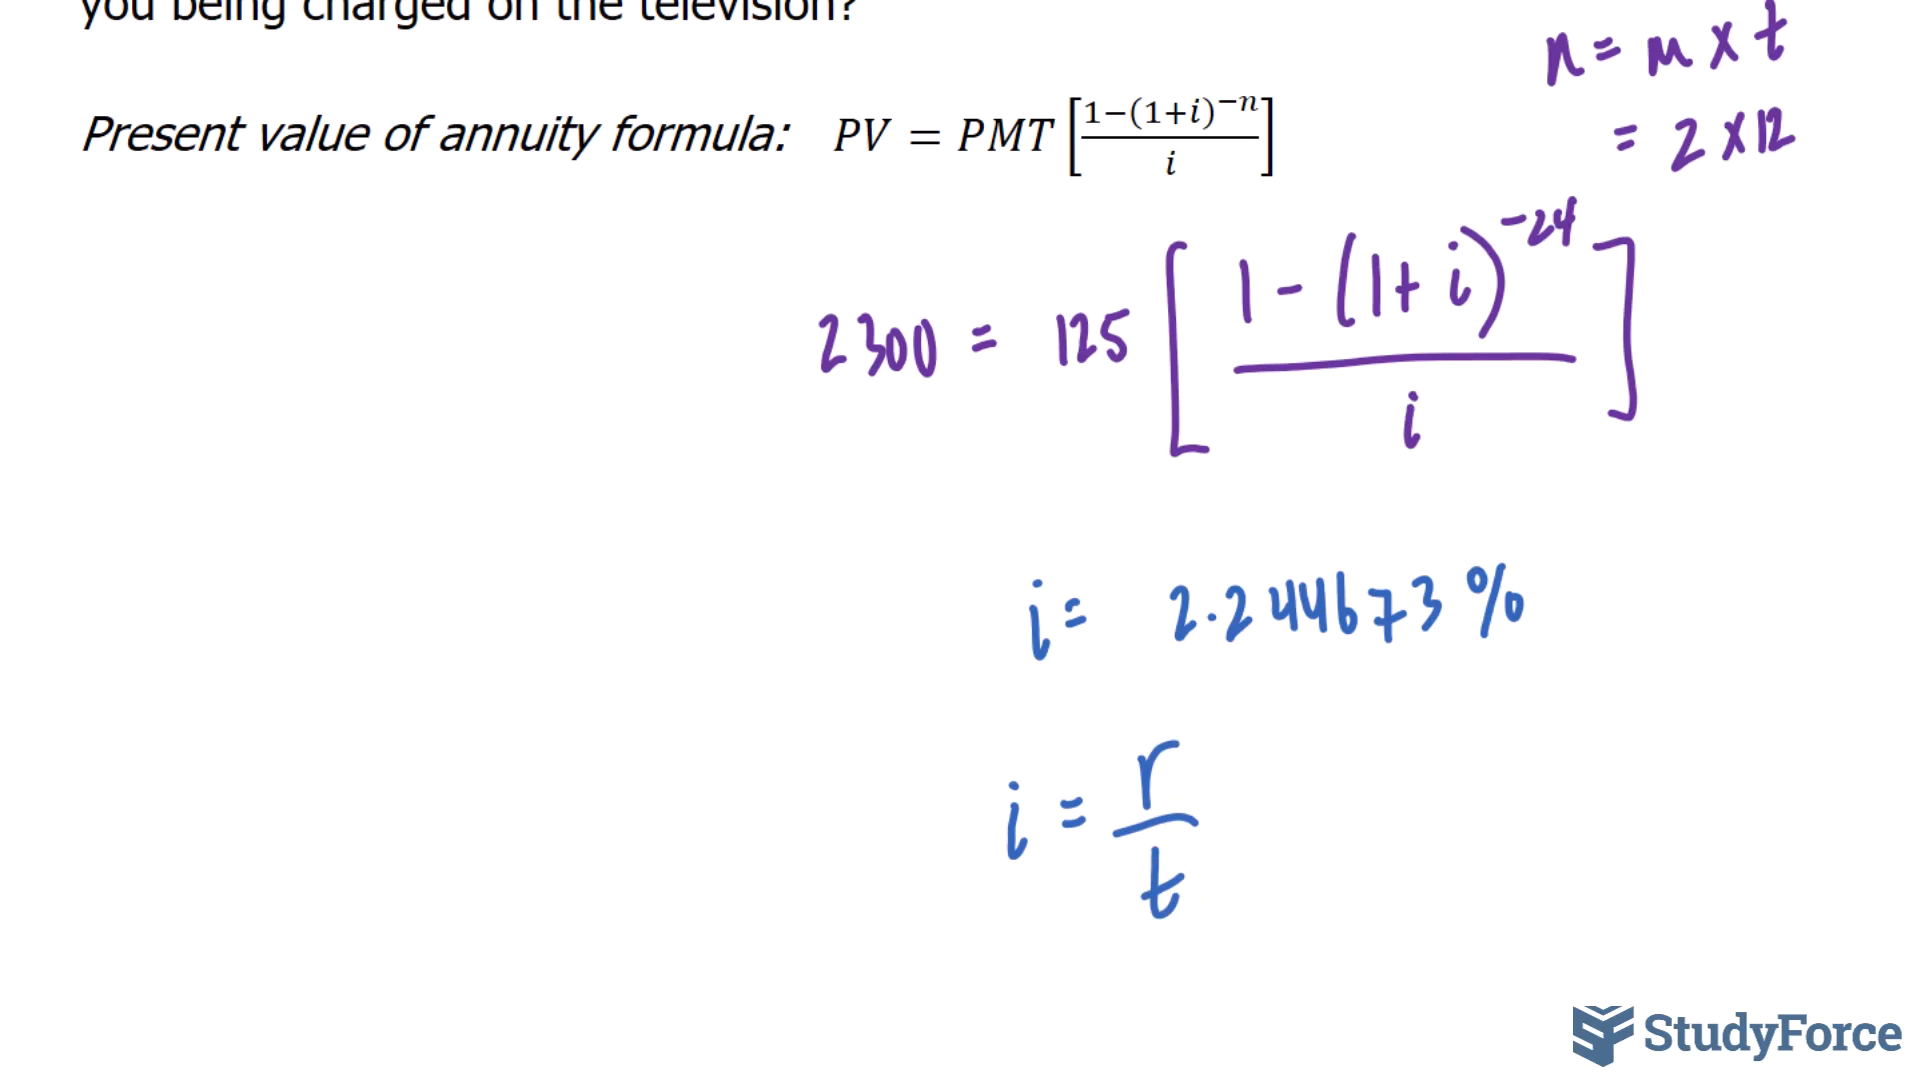 you being charged on the television?
n = m x t
= 2 x 12
Present value of annuity formula: PV = PMT [1−(1+i)^−n / i]
2300 = 125 [1 - (1 + i)^-24 / i]
i = 2.244673 %
i = r / t
StudyForce